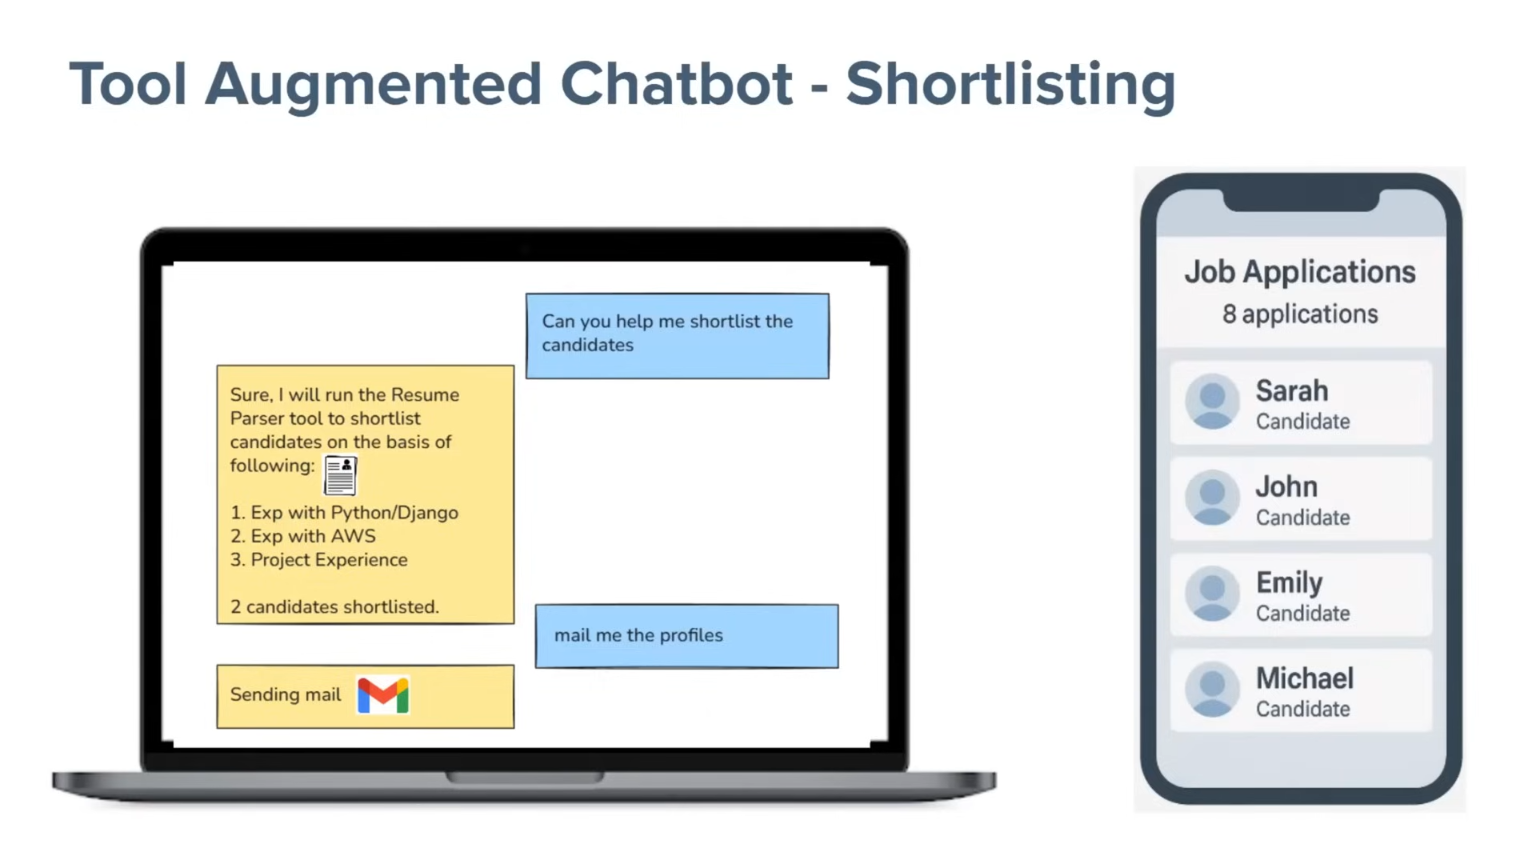 Tool Augmented Chatbot - Shortlisting
Can you help me shortlist the
candidates
Sure, I will run the Resume
Parser tool to shortlist
candidates on the basis of
following:
1. Exp with Python/Django
2. Exp with AWS
3. Project Experience
2 candidates shortlisted.
mail me the profiles
Sending mail
Job Applications
8 applications
Sarah
Candidate
John
Candidate
Emily
Candidate
Michael
Candidate